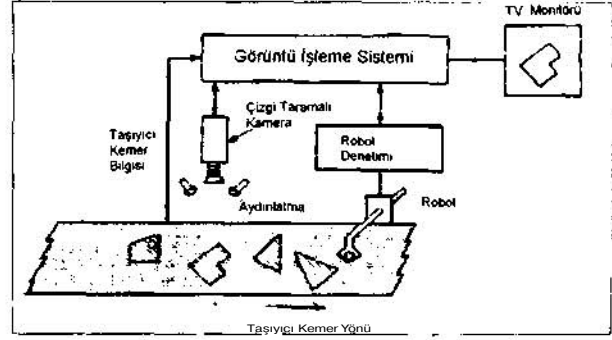 TV Monitörü
Görüntü İşleme Sistemi
Çizgi Taramalı
Kamera
Taşıyıcı
Kemer
Bilgisi
Robot
Denetimi
Aydınlatma
Robot
Taşıyıcı Kemer Yönü